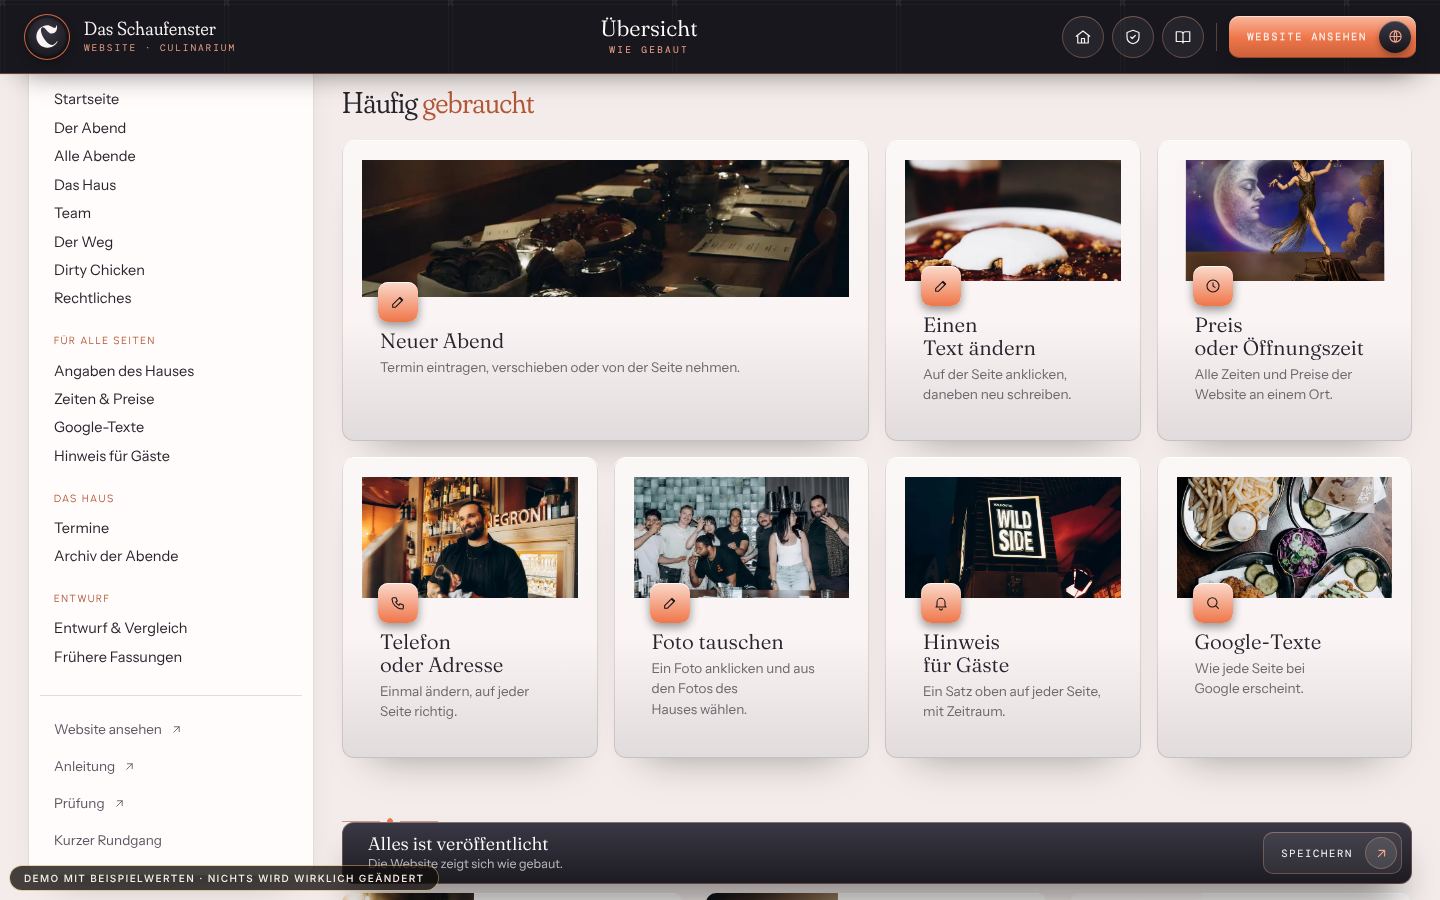 Das Schaufenster
WEBSITE · CULINARIUM
Übersicht
WIE GEBAUT
WEBSITE ANSEHEN
Startseite
Der Abend
Alle Abende
Das Haus
Team
Der Weg
Dirty Chicken
Rechtliches
FÜR ALLE SEITEN
Angaben des Hauses
Zeiten & Preise
Google-Texte
Hinweis für Gäste
DAS HAUS
Termine
Archiv der Abende
ENTWURF
Entwurf & Vergleich
Frühere Fassungen
Website ansehen
Anleitung
Prüfung
Kurzer Rundgang
Häufig gebraucht
Neuer Abend
Termin eintragen, verschieben oder von der Seite nehmen.
Einen
Text ändern
Auf der Seite anklicken,
daneben neu schreiben.
Preis
oder Öffnungszeit
Alle Zeiten und Preise der
Website an einem Ort.
NEGRONI
Telefon
oder Adresse
Einmal ändern, auf jeder
Seite richtig.
Foto tauschen
Ein Foto anklicken und aus
den Fotos des
Hauses wählen.
WILD
SIDE
Hinweis
für Gäste
Ein Satz oben auf jeder Seite,
mit Zeitraum.
Google-Texte
Wie jede Seite bei
Google erscheint.
Alles ist veröffentlicht
Die Website zeigt sich wie gebaut.
SPEICHERN
DEMO MIT BEISPIELWERTEN · NICHTS WIRD WIRKLICH GEÄNDERT